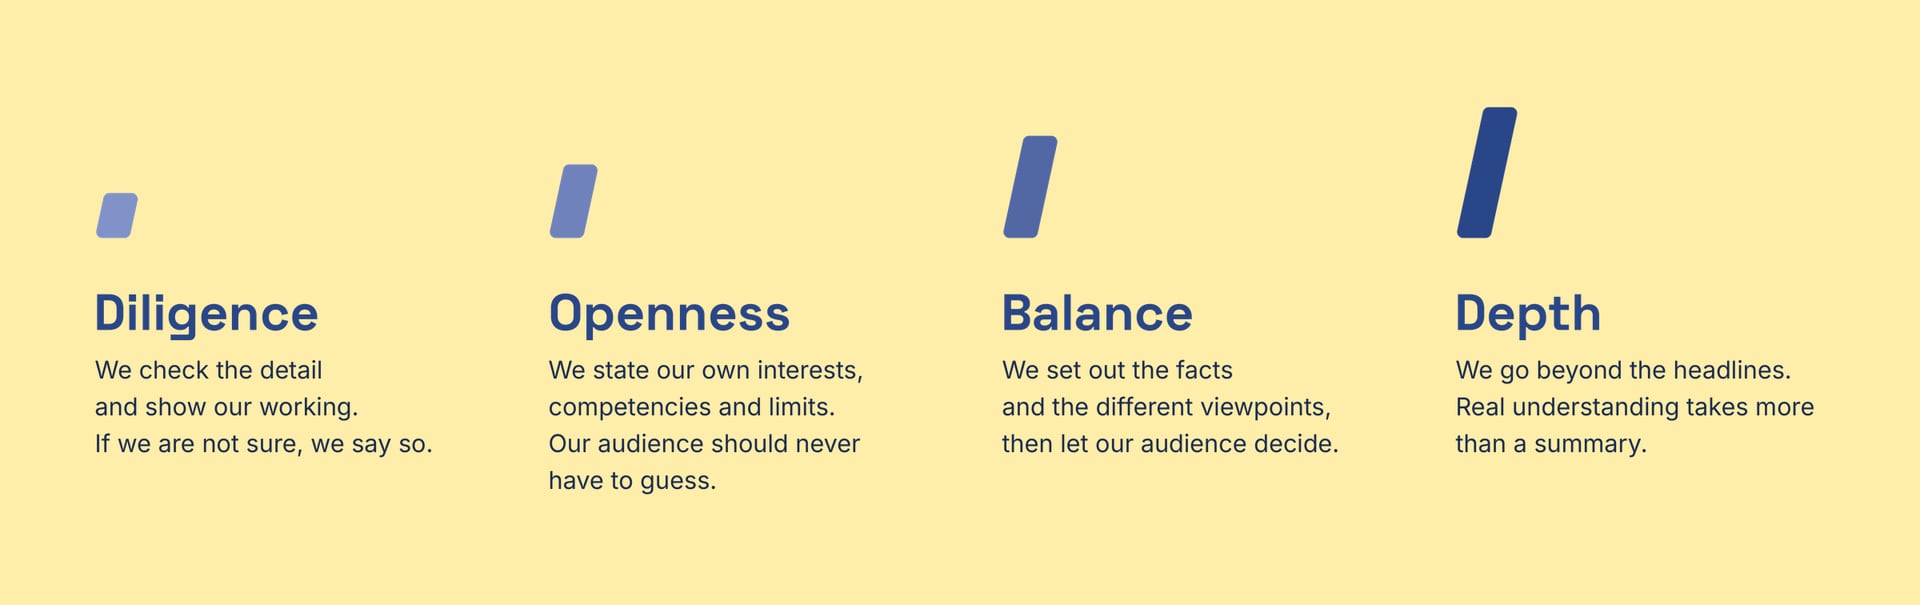 Diligence
We check the detail
and show our working.
If we are not sure, we say so.
Openness
We state our own interests,
competencies and limits.
Our audience should never
have to guess.
Balance
We set out the facts
and the different viewpoints,
then let our audience decide.
Depth
We go beyond the headlines.
Real understanding takes more
than a summary.